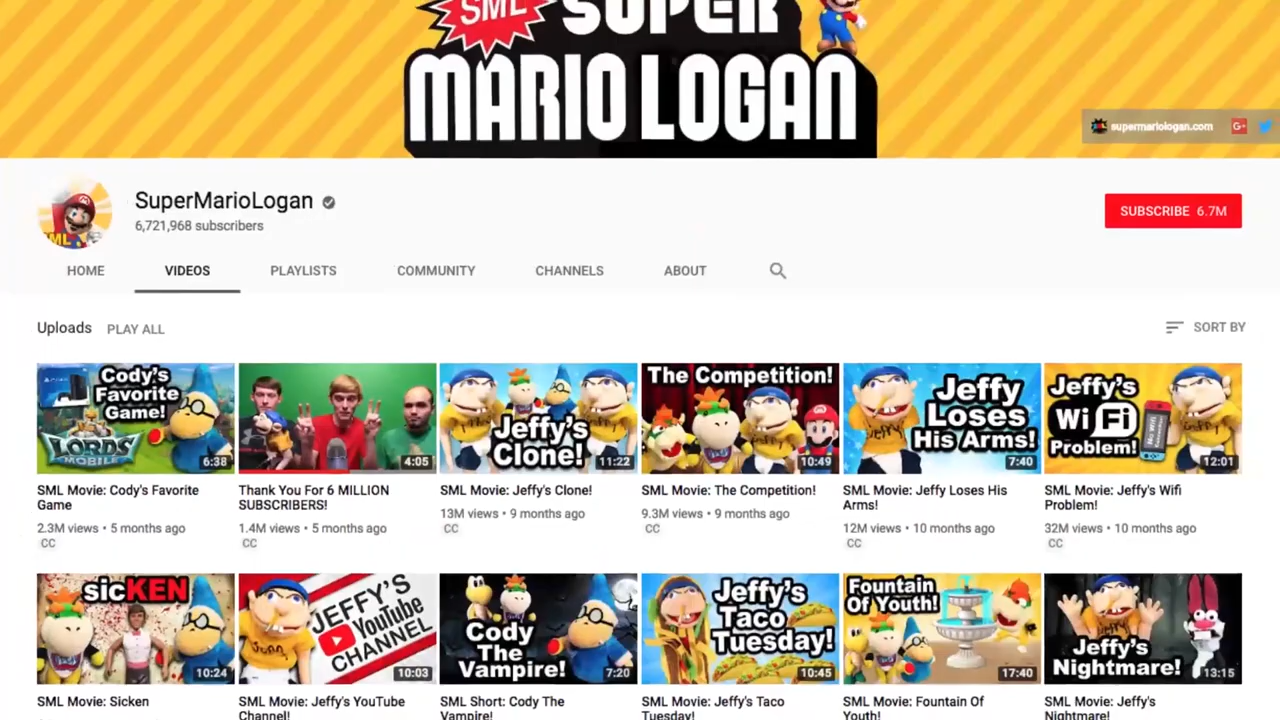 SML SUPER
MARIO LOGAN
supermariologan.com G+
SuperMarioLogan
6,721,968 subscribers
SUBSCRIBE 6.7M
HOME VIDEOS PLAYLISTS COMMUNITY CHANNELS ABOUT
Uploads PLAY ALL SORT BY
Cody's
Favorite
Game!
LORDS
MOBILE
6:38
4:05
Jeffy's
Clone!
11:22
The Competition!
10:49
Jeffy
Loses
His Arms!
7:40
Jeffy's
Wi Fi
Problem!
12:01
SML Movie: Cody's Favorite
Game
2.3M views • 5 months ago
CC
Thank You For 6 MILLION
SUBSCRIBERS!
1.4M views • 5 months ago
CC
SML Movie: Jeffy's Clone!
13M views • 9 months ago
CC
SML Movie: The Competition!
9.3M views • 9 months ago
CC
SML Movie: Jeffy Loses His
Arms!
12M views • 10 months ago
CC
SML Movie: Jeffy's Wifi
Problem!
32M views • 10 months ago
CC
sicKEN
10:24
JEFFY'S
YouTube
CHANNEL
10:03
Cody
The
Vampire!
7:20
Jeffy's
Taco
Tuesday!
10:45
Fountain
Of Youth!
17:40
Jeffy's
Nightmare!
13:15
SML Movie: Sicken
SML Movie: Jeffy's YouTube
Channel!
SML Short: Cody The
Vampire!
SML Movie: Jeffy's Taco
Tuesday!
SML Movie: Fountain Of
Youth!
SML Movie: Jeffy's
Nightmare!